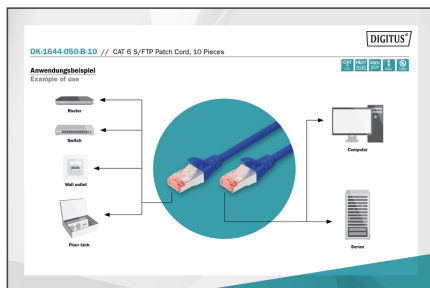 DIGITUS®
DK-1644-050-B-10 // CAT 6 S/FTP Patch Cord, 10 Pieces
Anwendungsbeispiel
Example of use
Router
Switch
Wall outlet
Floor tank
Computer
Server